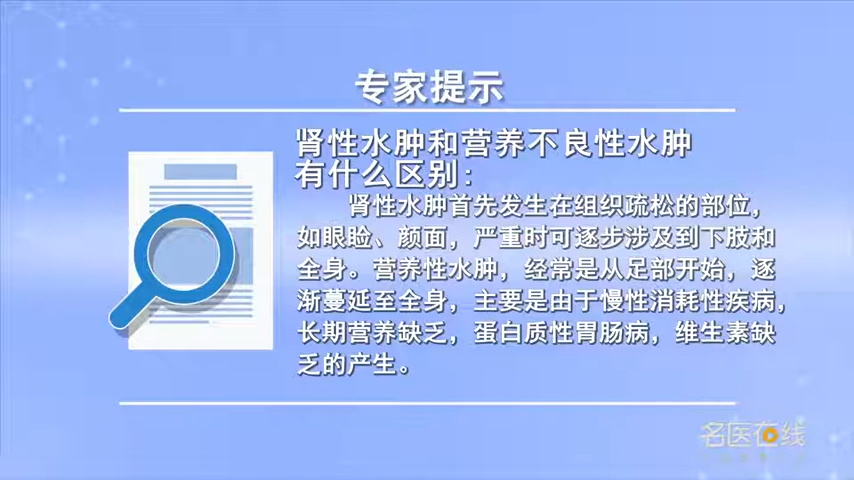 专家提示
肾性水肿和营养不良性水肿
有什么区别：
肾性水肿首先发生在组织疏松的部位，
如眼睑、颜面，严重时可逐步涉及到下肢和
全身。营养性水肿，经常是从足部开始，逐
渐蔓延至全身，主要是由于慢性消耗性疾病，
长期营养缺乏，蛋白质性胃肠病，维生素缺
乏的产生。
名医在线